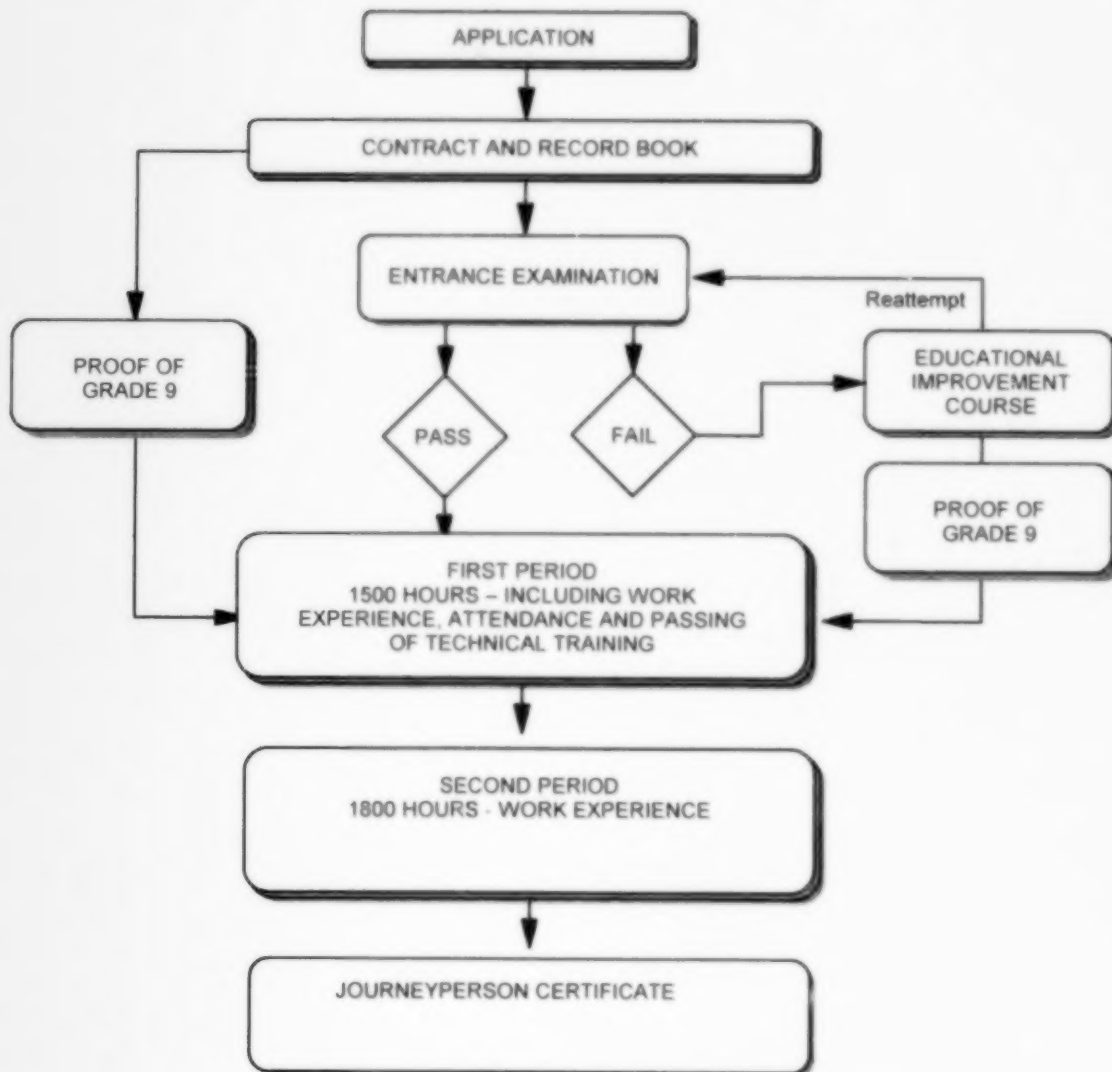 APPLICATION
CONTRACT AND RECORD BOOK
ENTRANCE EXAMINATION
Reattempt
PROOF OF
GRADE 9
PASS
FAIL
EDUCATIONAL
IMPROVEMENT
COURSE
PROOF OF
GRADE 9
FIRST PERIOD
1500 HOURS – INCLUDING WORK
EXPERIENCE, ATTENDANCE AND PASSING
OF TECHNICAL TRAINING
SECOND PERIOD
1800 HOURS - WORK EXPERIENCE
JOURNEYPERSON CERTIFICATE